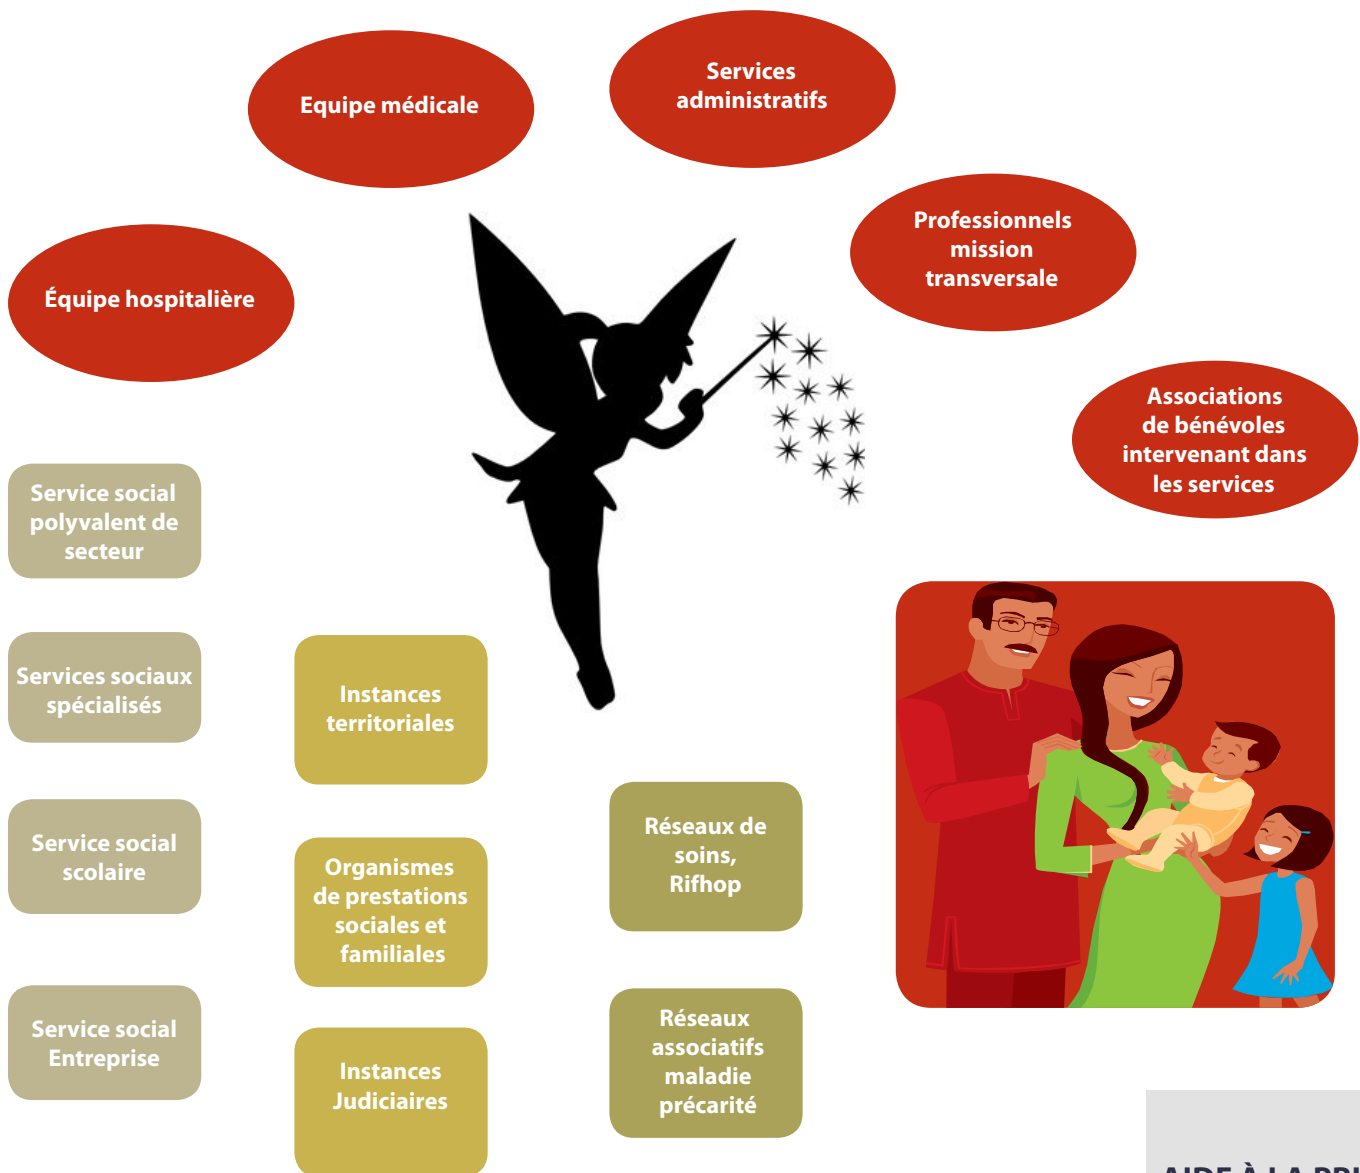 Services
administratifs
Equipe médicale
Professionnels
mission
transversale
Équipe hospitalière
Associations
de bénévoles
intervenant dans
les services
Service social
polyvalent de
secteur
Services sociaux
spécialisés
Service social
scolaire
Service social
Entreprise
Instances
territoriales
Organismes
de prestations
sociales et
familiales
Instances
Judiciaires
Réseaux de
soins,
Rifhop
Réseaux
associatifs
maladie
précarité
AIDE À LA